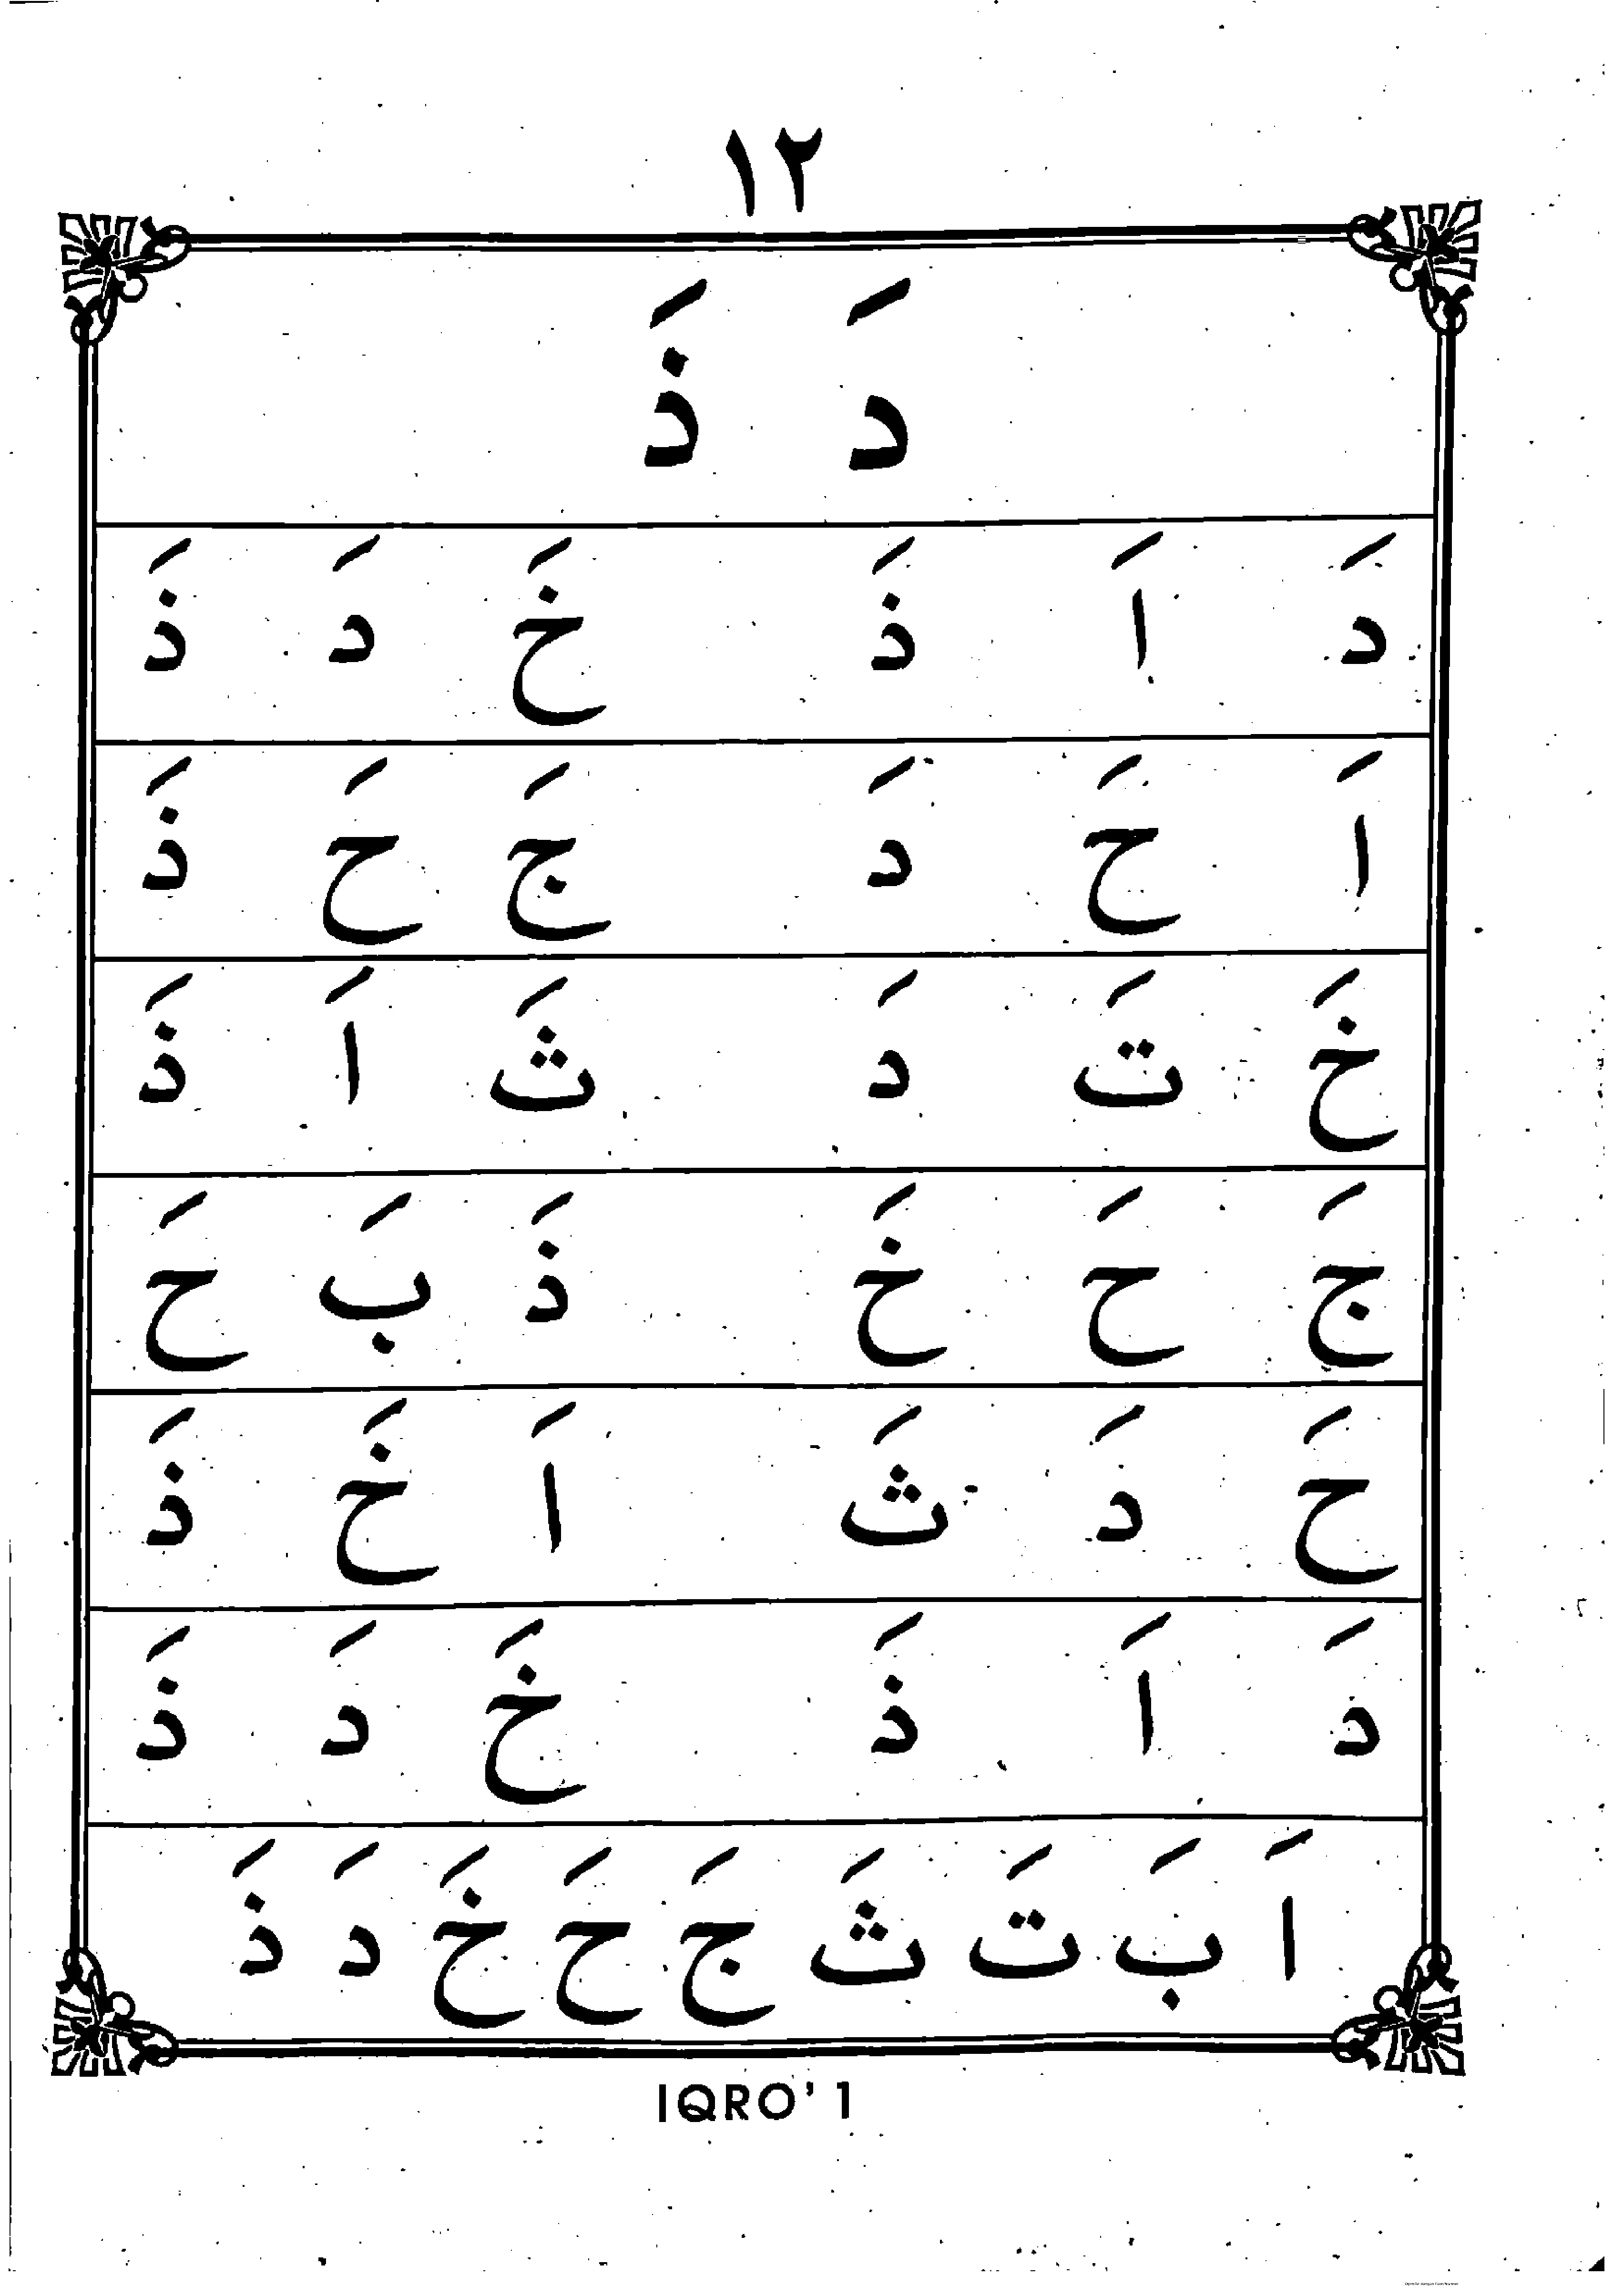 ١٢
دَ ذَ
دَ اَ ذَ خَ دَ ذَ
اَ حَ دَ جَ حَ ذَ
خَ تَ دَ ثَ اَ ذَ
جَ حَ خَ ذَ بَ حَ
حَ دَ ثَ اَ خَ ذَ
دَ اَ ذَ خَ دَ ذَ
اَ بَ تَ ثَ جَ حَ خَ دَ ذَ
IQRO' 1